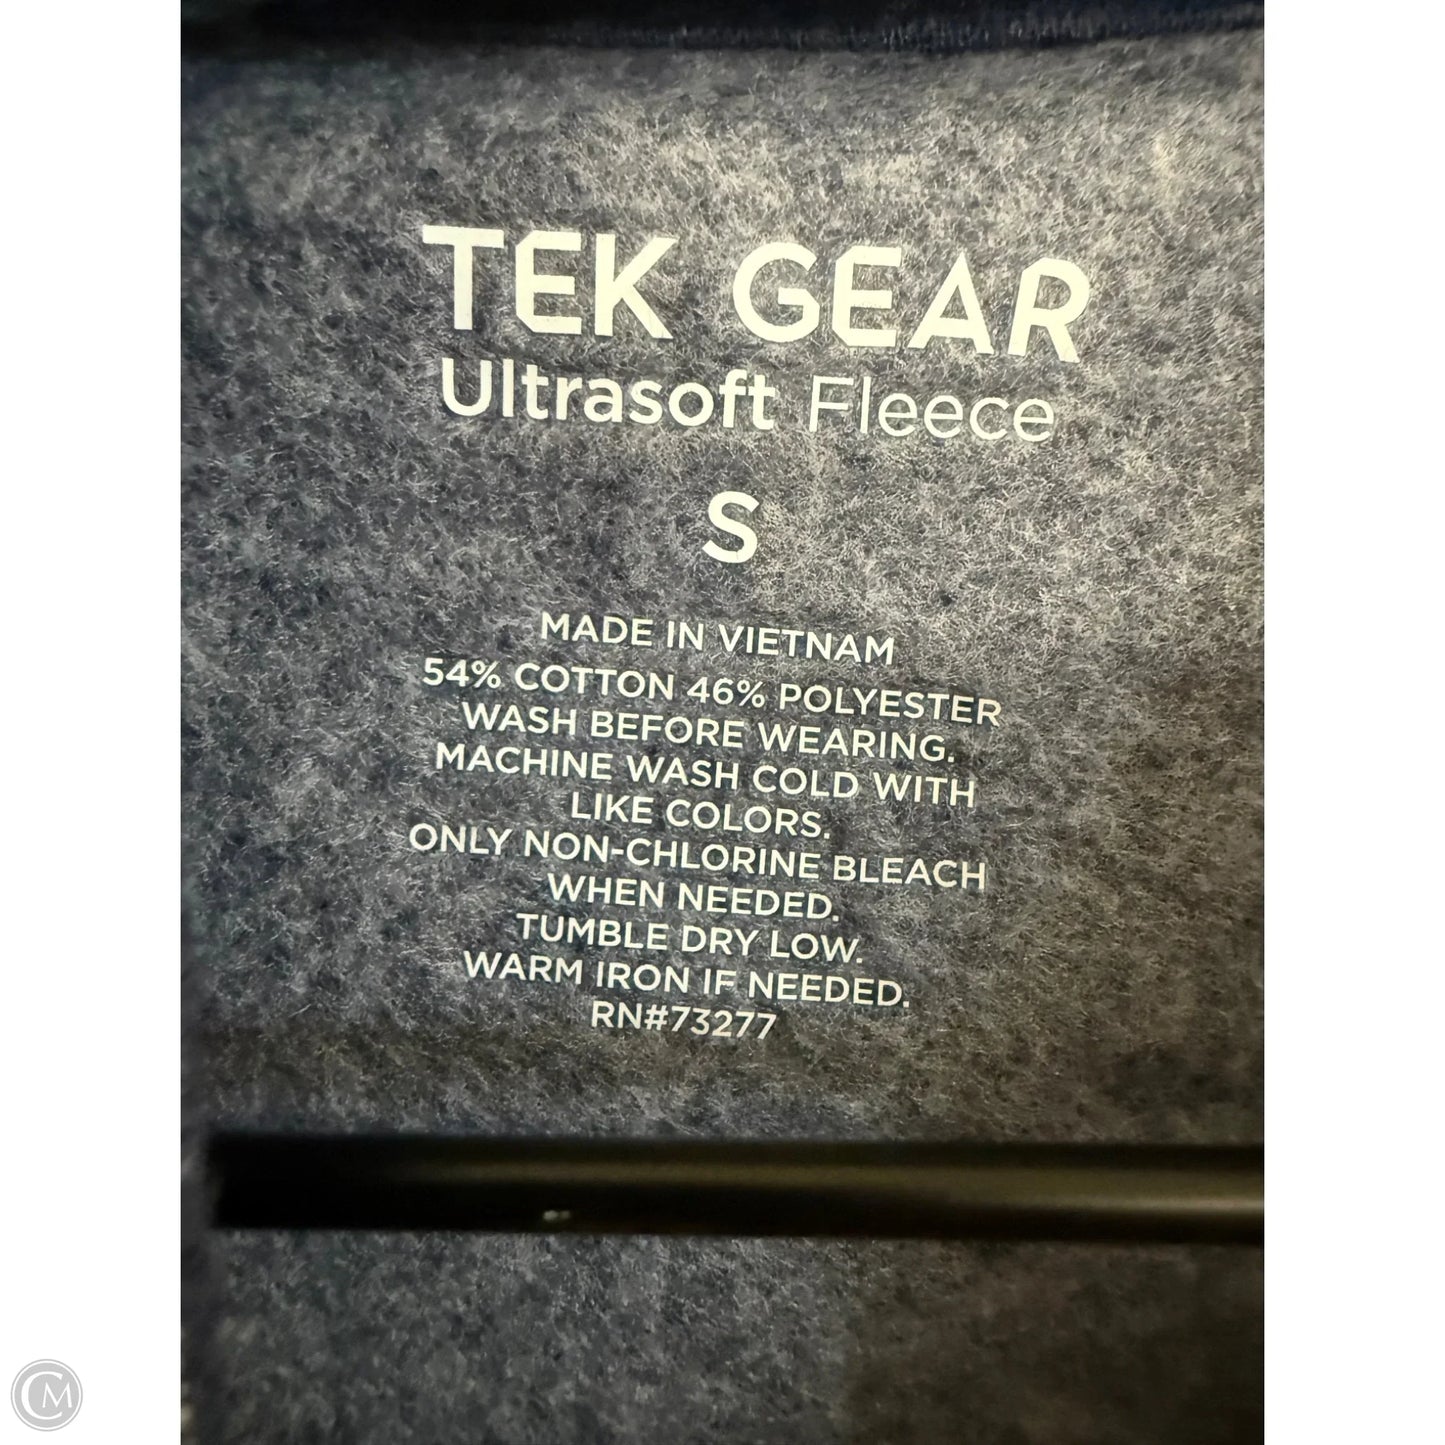 TEK GEAR
Ultrasoft Fleece
S
MADE IN VIETNAM
54% COTTON 46% POLYESTER
WASH BEFORE WEARING.
MACHINE WASH COLD WITH
LIKE COLORS.
ONLY NON-CHLORINE BLEACH
WHEN NEEDED.
TUMBLE DRY LOW.
WARM IRON IF NEEDED.
RN#73277
CM